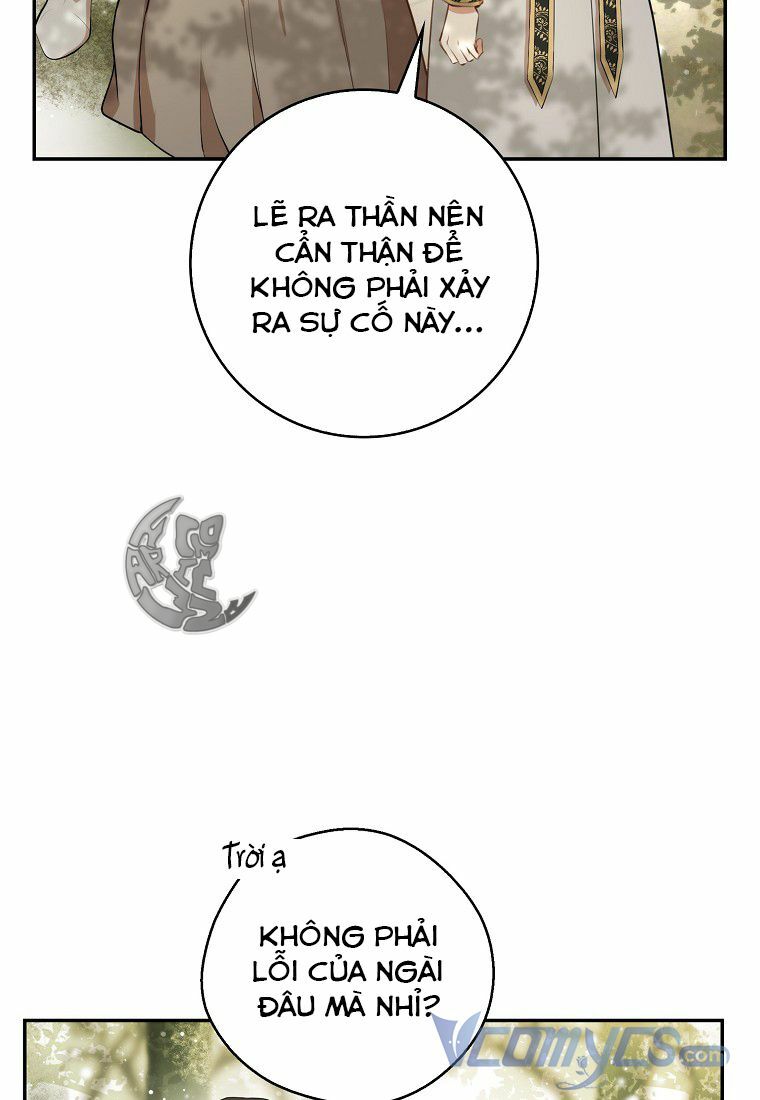 LẼ RA THẦN NÊN
CẨN THẬN ĐỂ
KHÔNG PHẢI XẢY
RA SỰ CỐ NÀY...
Trời ạ
KHÔNG PHẢI
LỖI CỦA NGÀI
ĐÂU MÀ NHỈ?
VCOMYCS.com